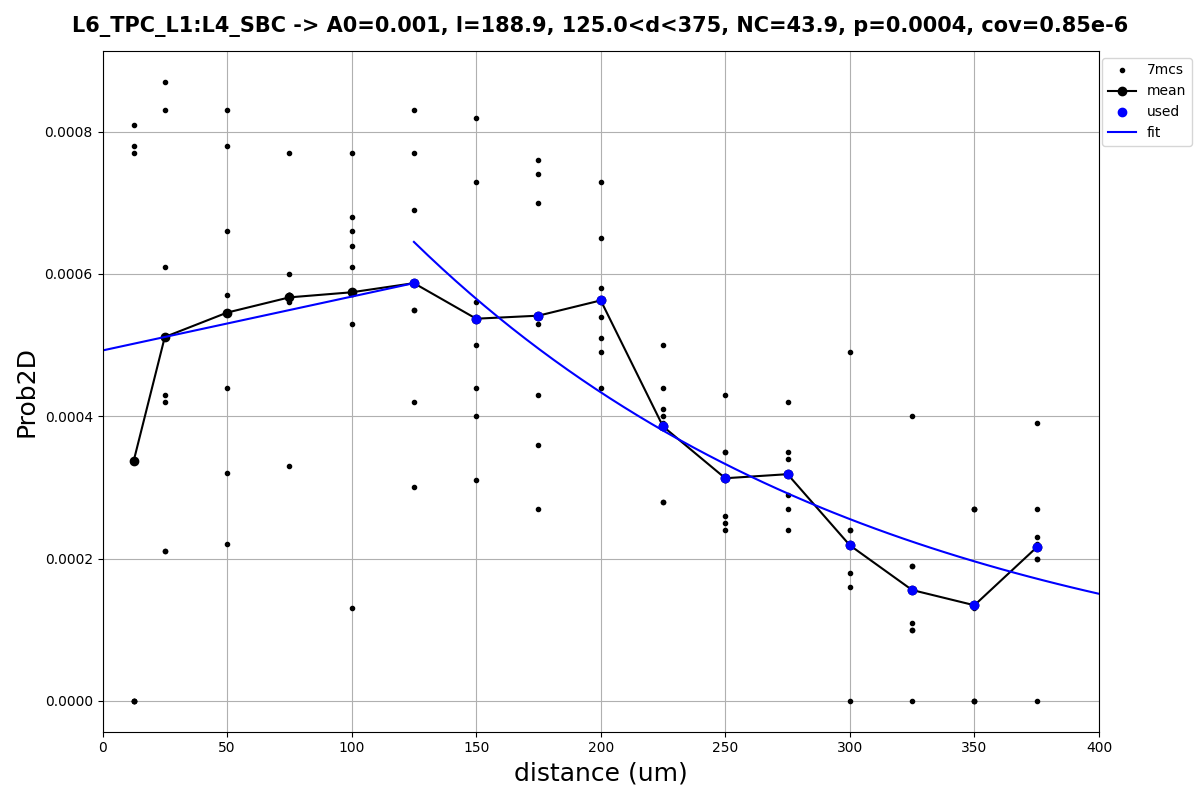 L6_TPC_L1:L4_SBC -> A0=0.001, l=188.9, 125.0<d<375, NC=43.9, p=0.0004, cov=0.85e-6
7mcs
mean
used
fit
0.0008
0.0006
0.0004
0.0002
0.0000
Prob2D
0 50 100 150 200 250 300 350 400
distance (um)